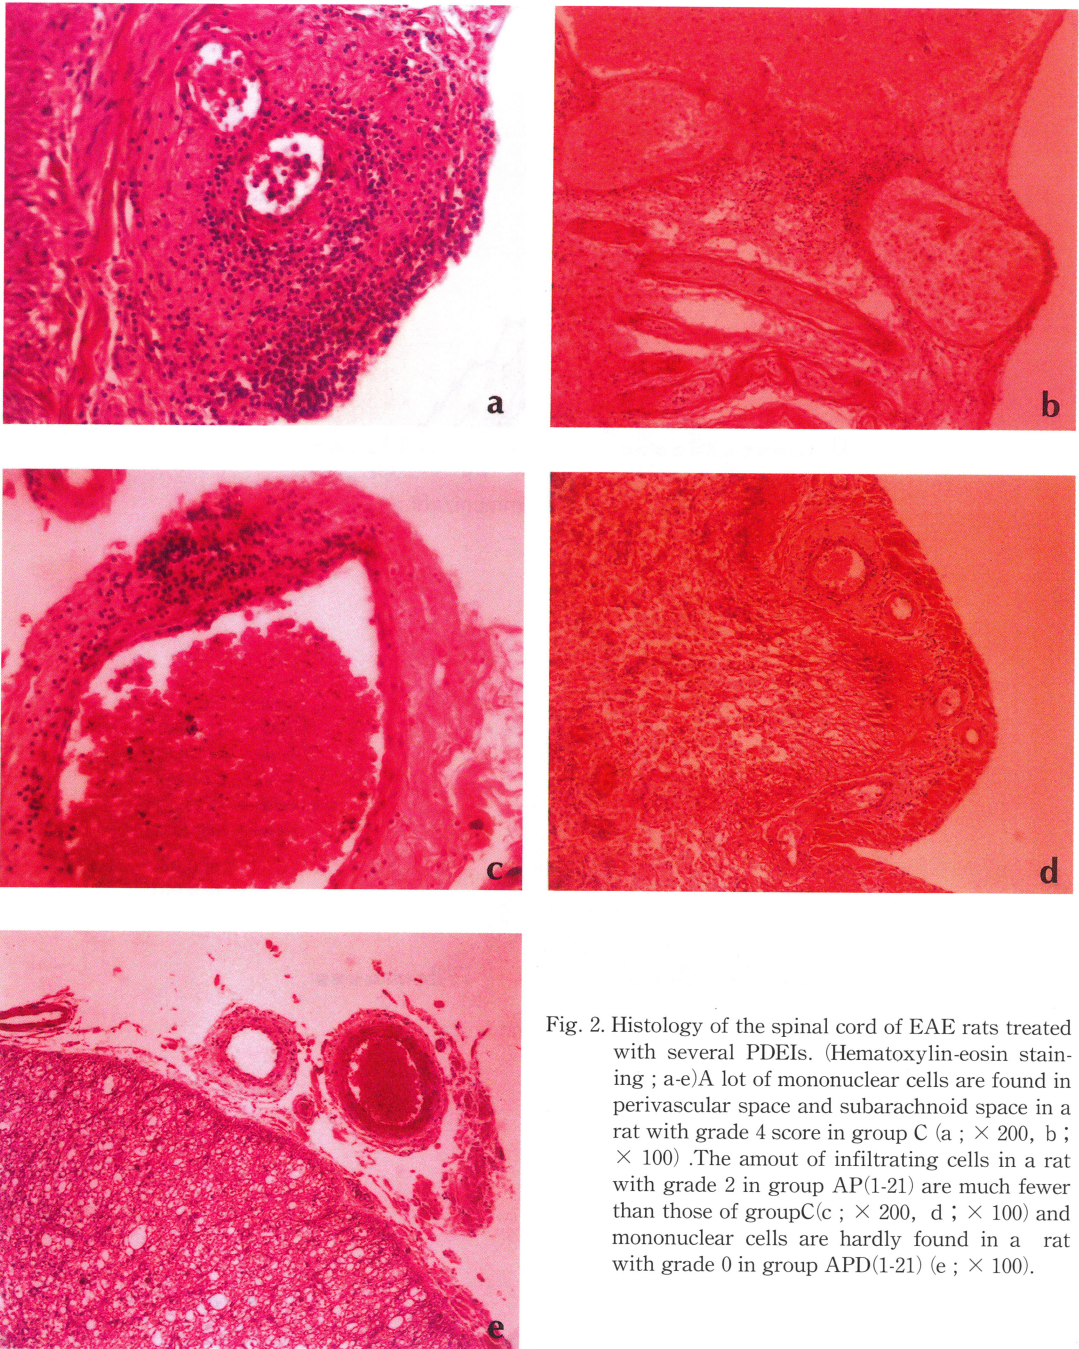 a
b
c
d
e
Fig. 2. Histology of the spinal cord of EAE rats treated
with several PDEIs. (Hematoxylin-eosin stain-
ing ; a-e)A lot of mononuclear cells are found in
perivascular space and subarachnoid space in a
rat with grade 4 score in group C (a ; × 200, b ;
× 100) .The amout of infiltrating cells in a rat
with grade 2 in group AP(1-21) are much fewer
than those of groupC(c ; × 200, d ; × 100) and
mononuclear cells are hardly found in a rat
with grade 0 in group APD(1-21) (e ; × 100).